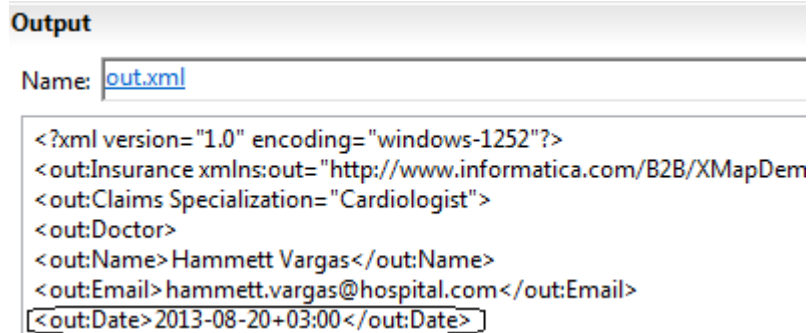 Output
Name: out.xml
<?xml version="1.0" encoding="windows-1252"?>
<out:Insurance xmlns:out="http://www.informatica.com/B2B/XMapDem
<out:Claims Specialization="Cardiologist">
<out:Doctor>
<out:Name>Hammett Vargas</out:Name>
<out:Email>hammett.vargas@hospital.com</out:Email>
<out:Date>2013-08-20+03:00</out:Date>